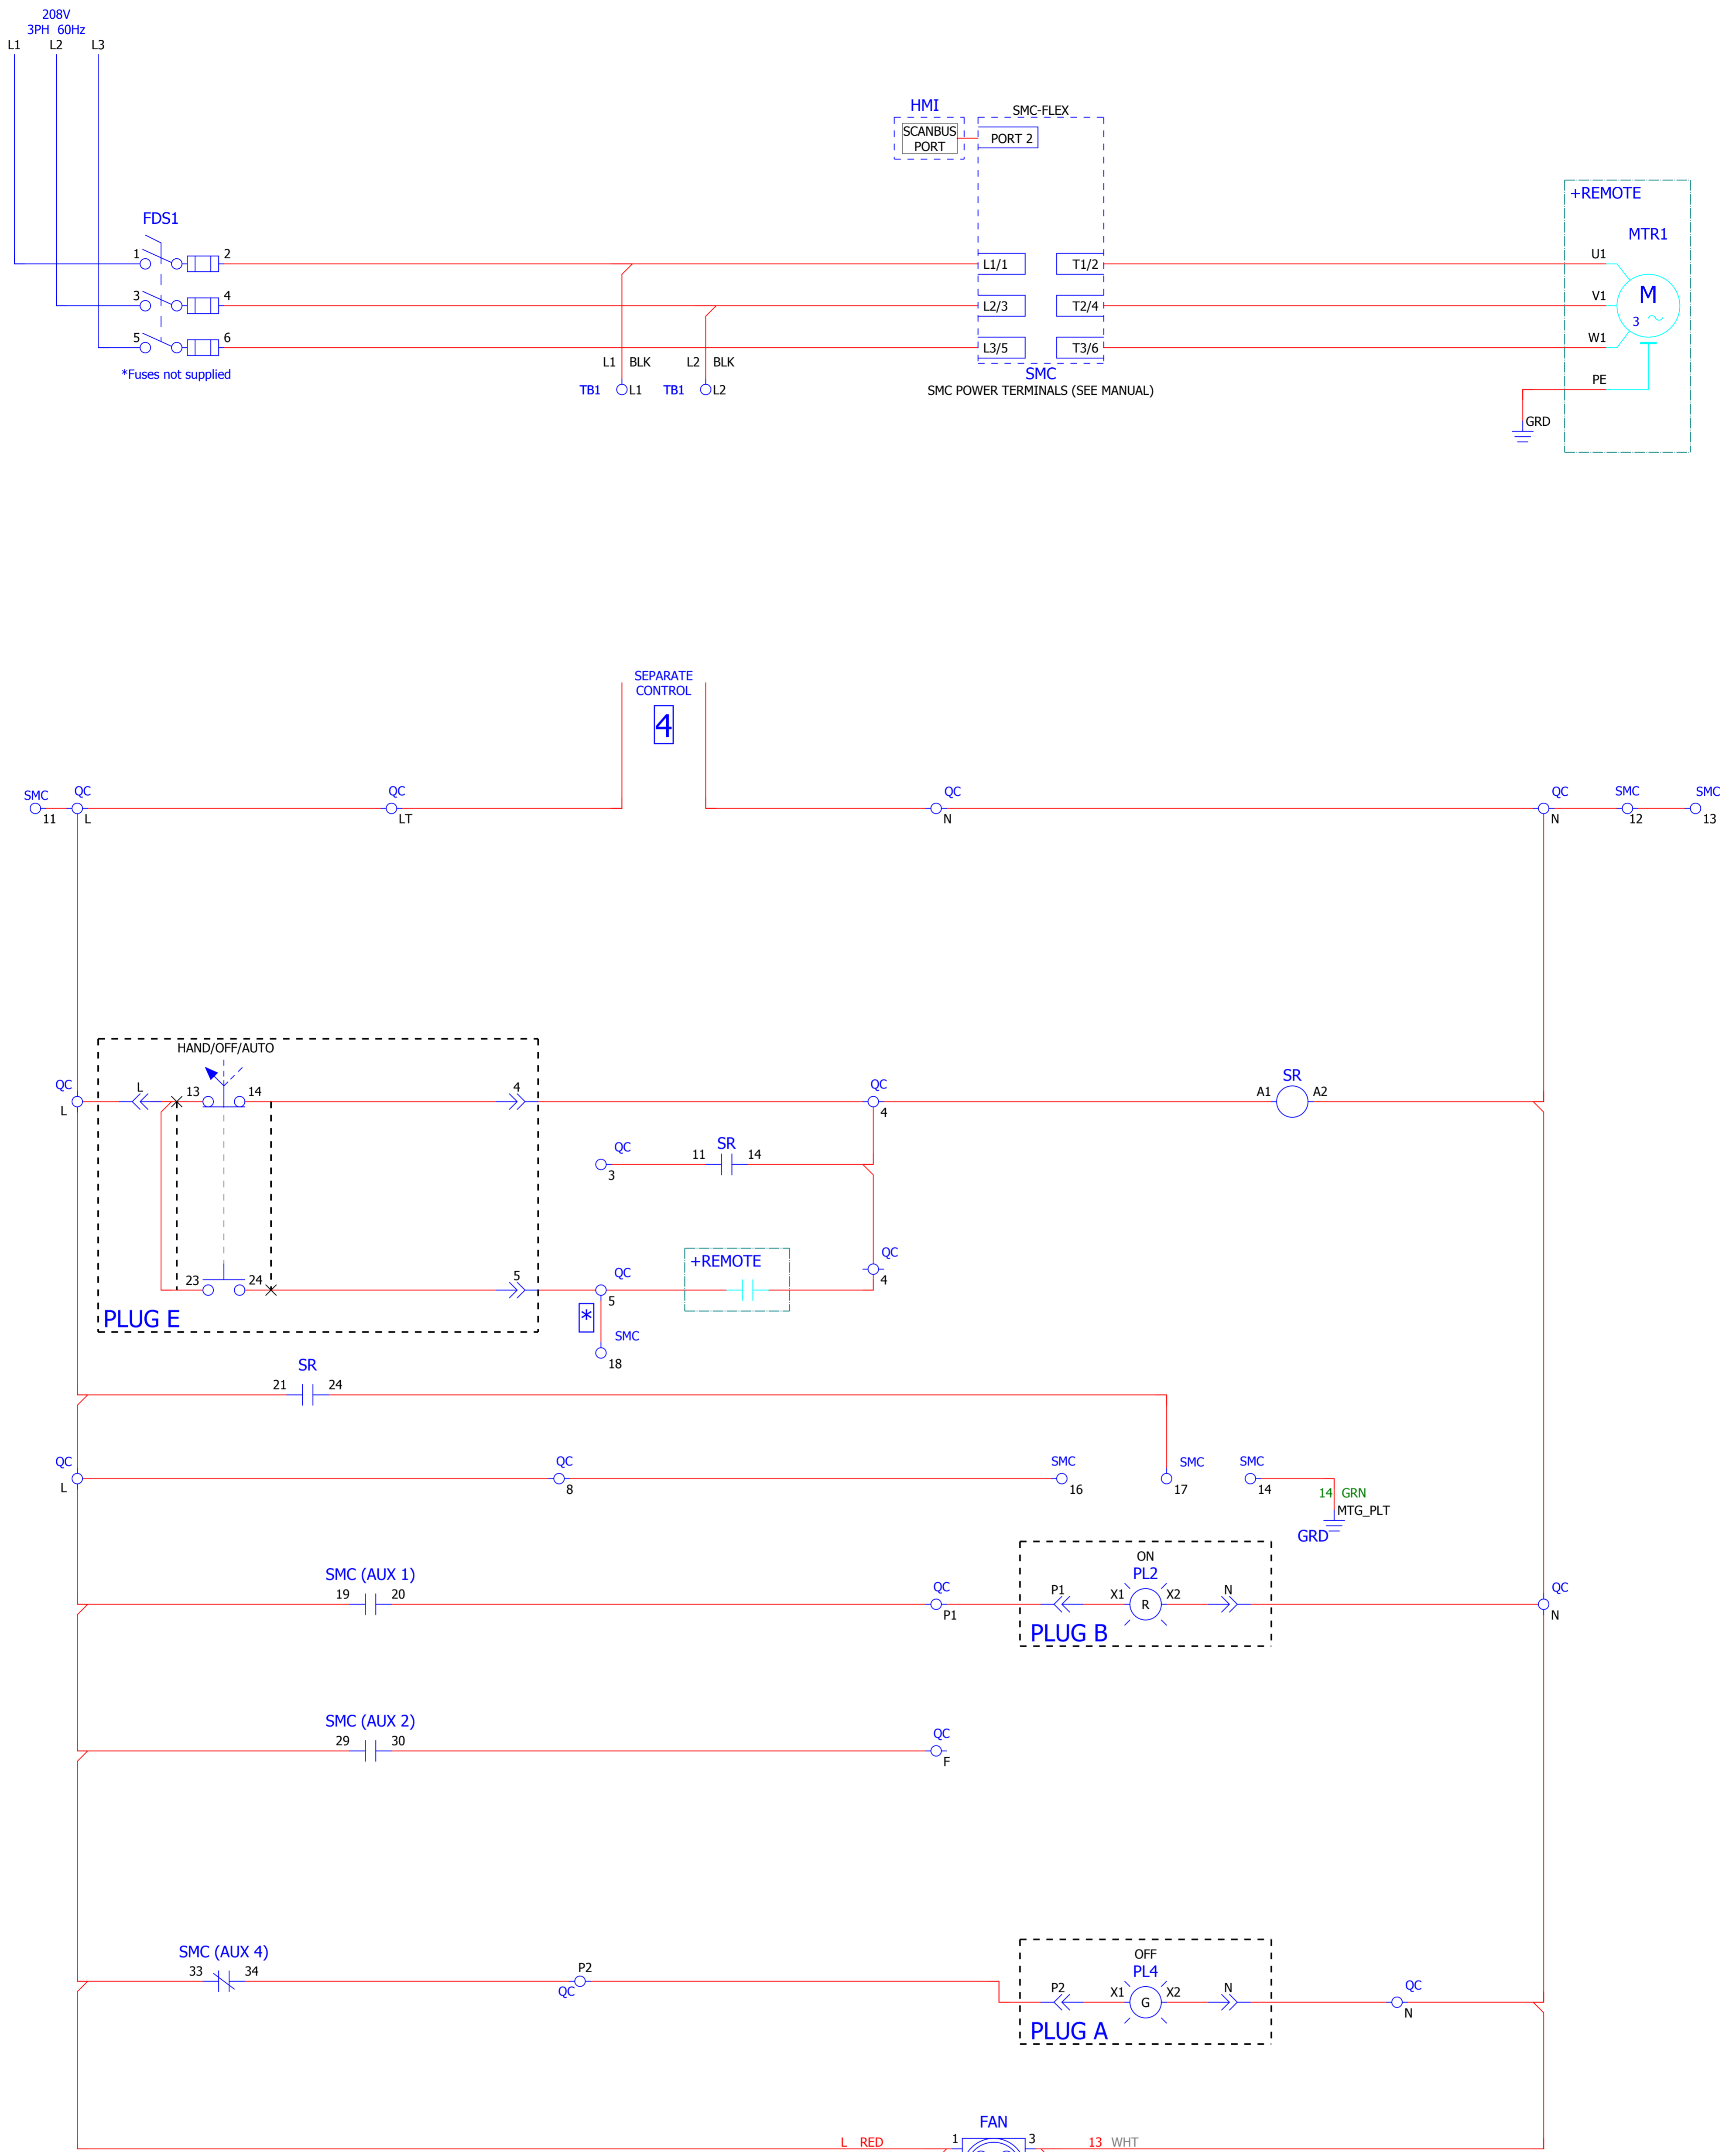 208V
3PH 60Hz
L1 L2 L3
HMI
SCANBUS
PORT
SMC-FLEX
PORT 2
+REMOTE
MTR1
FDS1
1 2
L1/1 T1/2
U1
3 4
L2/3 T2/4
V1
M
3
5 6
L3/5 T3/6
W1
*Fuses not supplied
L1 BLK
L2 BLK
TB1 L1
TB1 L2
SMC
SMC POWER TERMINALS (SEE MANUAL)
PE
GRD
SEPARATE
CONTROL
4
SMC
11
QC
L
QC
LT
QC
N
QC
N
SMC
12
SMC
13
HAND/OFF/AUTO
QC
L
L
13 14
4
QC
4
SR
A1 A2
QC
3
SR
11 14
+REMOTE
QC
4
23 24
5
QC
5
PLUG E
*
SMC
18
SR
21 24
QC
L
QC
8
SMC
16
SMC
17
SMC
14
14 GRN
MTG_PLT
GRD
SMC (AUX 1)
19 20
QC
P1
ON
PL2
P1 X1 R X2 N
PLUG B
QC
N
SMC (AUX 2)
29 30
QC
F
SMC (AUX 4)
33 34
P2
QC
OFF
PL4
P2 X1 G X2 N
PLUG A
QC
N
FAN
L RED 1 3 13 WHT